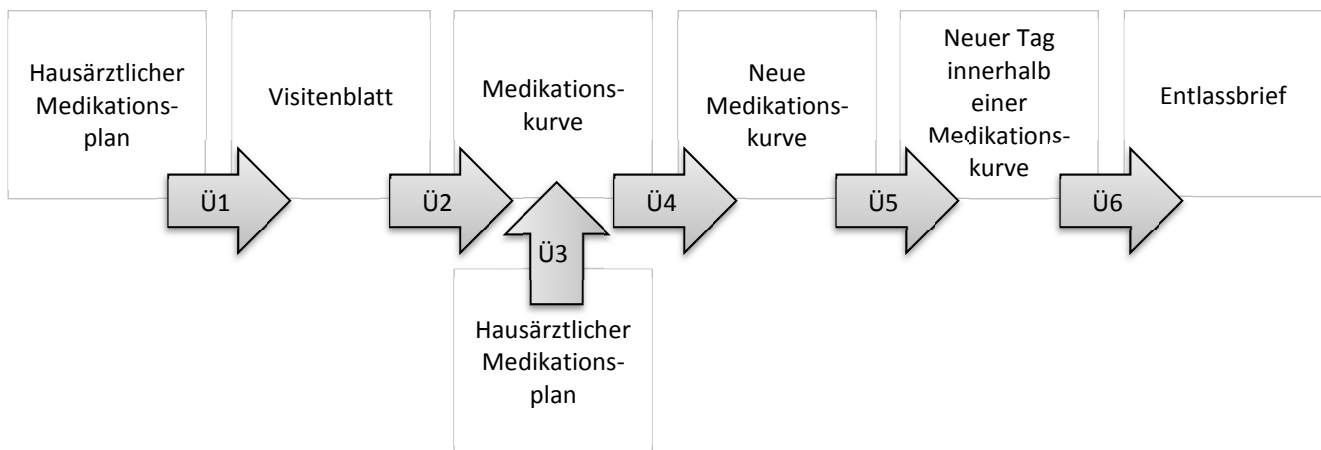 Hausärztlicher
Medikations-
plan
Visitenblatt
Medikations-
kurve
Neue
Medikations-
kurve
Neuer Tag
innerhalb
einer
Medikations-
kurve
Entlassbrief
Ü1
Ü2
Ü3
Ü4
Ü5
Ü6
Hausärztlicher
Medikations-
plan